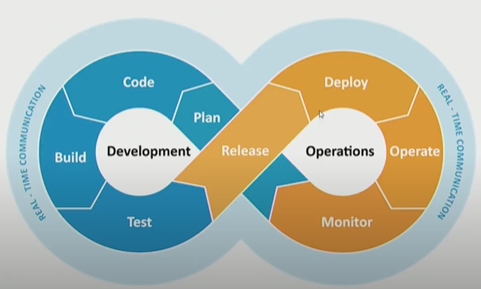 Code
Plan
Build
Development
Test
Release
Deploy
Operations
Operate
Monitor
REAL - TIME COMMUNICATION
REAL - TIME COMMUNICATION